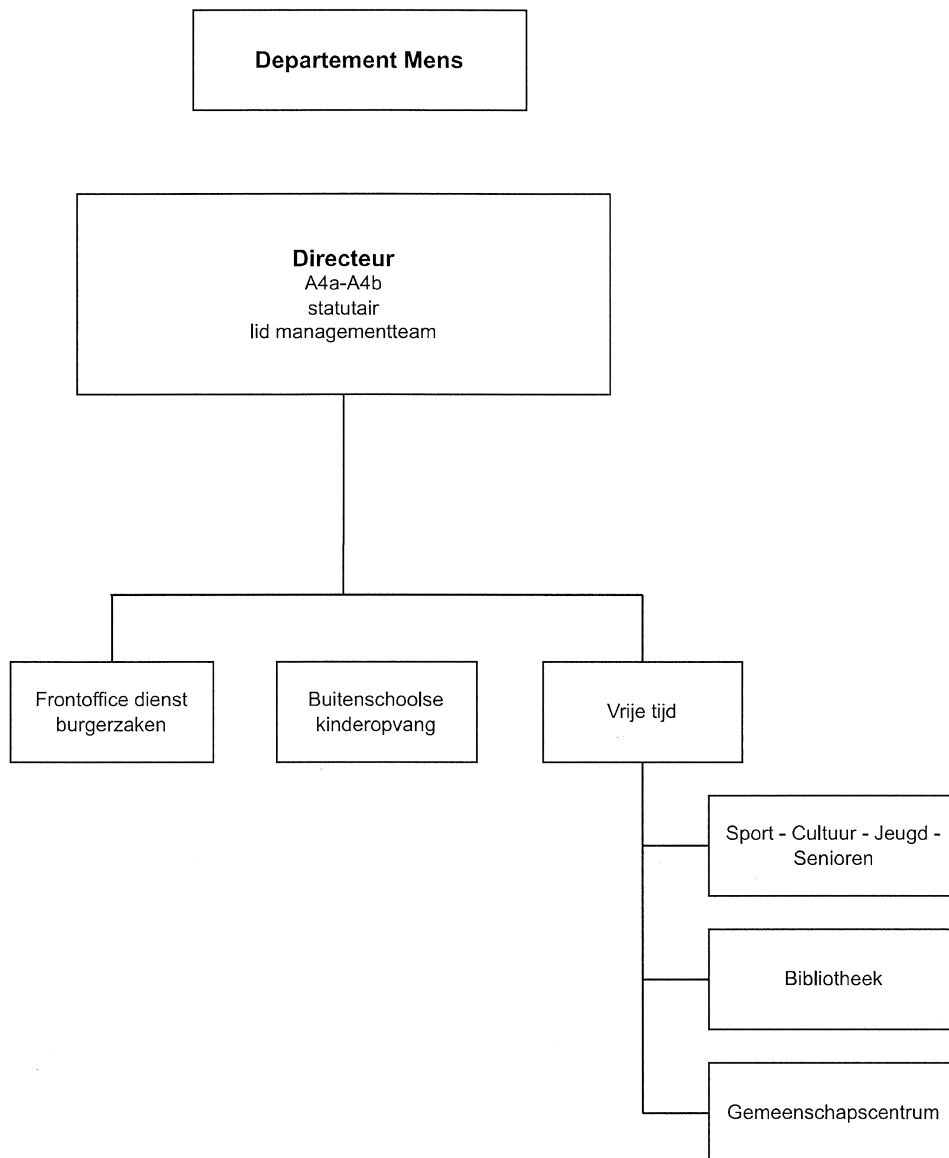 Departement Mens
Directeur
A4a-A4b
statutair
lid managementteam
Frontoffice dienst
burgerzaken
Buitenschoolse
kinderopvang
Vrije tijd
Sport - Cultuur - Jeugd -
Senioren
Bibliotheek
Gemeenschapscentrum